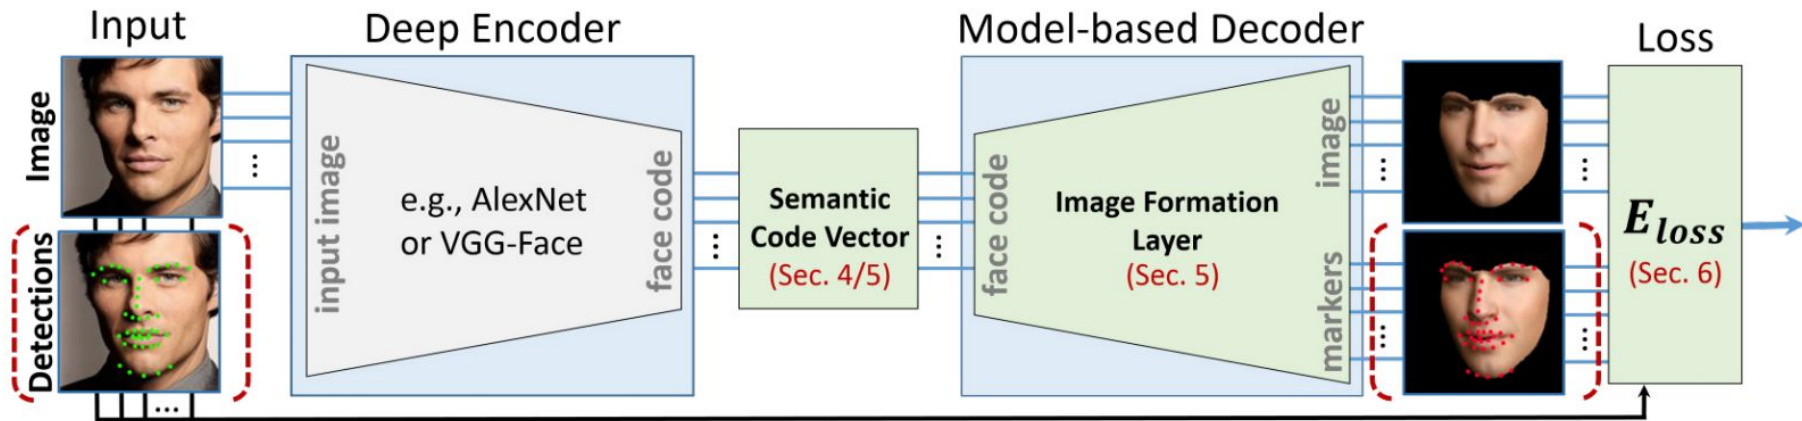 Input
Deep Encoder
Model-based Decoder
Loss
Image
Detections
...
...
input image
e.g., AlexNet
or VGG-Face
face code
...
Semantic
Code Vector
(Sec. 4/5)
...
face code
Image Formation
Layer
(Sec. 5)
image
markers
...
...
...
...
E_loss
(Sec. 6)